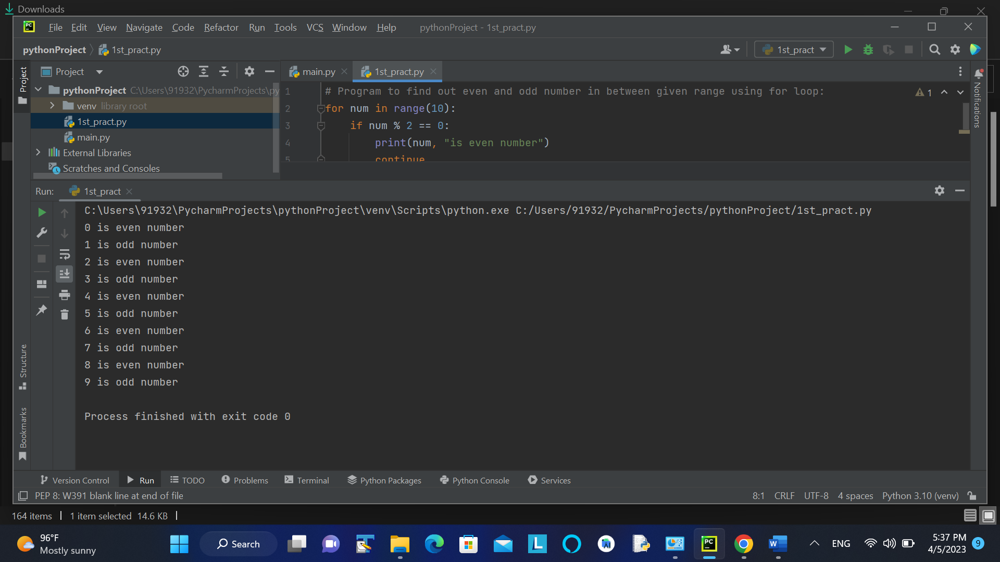 Downloads
PC File Edit View Navigate Code Refactor Run Tools VCS Window Help pythonProject - 1st_pract.py
pythonProject 1st_pract.py 1st_pract
Project Project main.py 1st_pract.py
pythonProject C:\Users\91932\PycharmProjects\py
venv library root
1st_pract.py
main.py
External Libraries
Scratches and Consoles
1 # Program to find out even and odd number in between given range using for loop: 1
2 for num in range(10):
3 if num % 2 == 0:
4 print(num, "is even number")
5 continue
Notifications
Run: 1st_pract
C:\Users\91932\PycharmProjects\pythonProject\venv\Scripts\python.exe C:/Users/91932/PycharmProjects/pythonProject/1st_pract.py
0 is even number
1 is odd number
2 is even number
3 is odd number
4 is even number
5 is odd number
6 is even number
7 is odd number
8 is even number
9 is odd number
Process finished with exit code 0
Structure
Bookmarks
Version Control Run TODO Problems Terminal Python Packages Python Console Services
PEP 8: W391 blank line at end of file 8:1 CRLF UTF-8 4 spaces Python 3.10 (venv)
164 items 1 item selected 14.6 KB
96°F
Mostly sunny
Search
L
PC
W
ENG
5:37 PM
4/5/2023
9